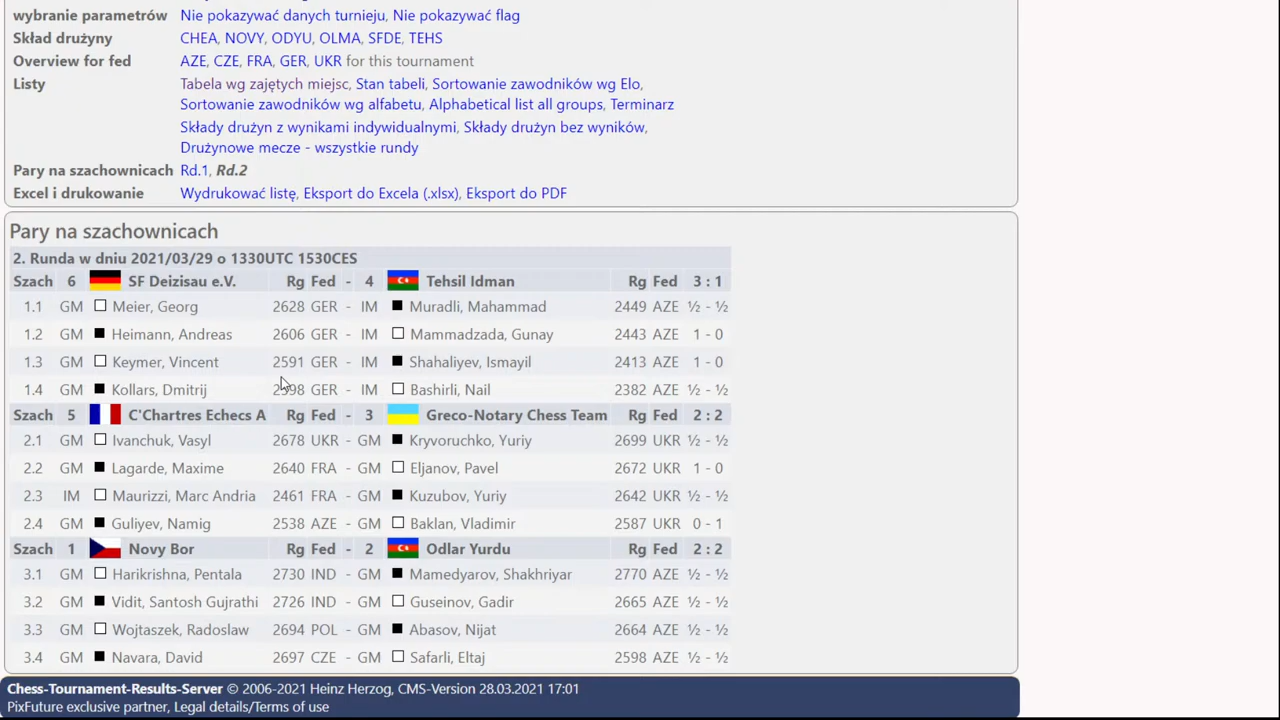 wybranie parametrów Nie pokazywać danych turnieju, Nie pokazywać flag
Skład drużyny CHEA, NOVY, ODYU, OLMA, SFDE, TEHS
Overview for fed AZE, CZE, FRA, GER, UKR for this tournament
Listy Tabela wg zajętych miejsc, Stan tabeli, Sortowanie zawodników wg Elo,
Sortowanie zawodników wg alfabetu, Alphabetical list all groups, Terminarz
Składy drużyn z wynikami indywidualnymi, Składy drużyn bez wyników,
Drużynowe mecze - wszystkie rundy
Pary na szachownicach Rd.1, Rd.2
Excel i drukowanie Wydrukować listę, Eksport do Excela (.xlsx), Eksport do PDF
Pary na szachownicach
2. Runda w dniu 2021/03/29 o 1330UTC 1530CES
Szach 6 SF Deizisau e.V. Rg Fed - 4 Tehsil Idman Rg Fed 3 : 1
1.1 GM Meier, Georg 2628 GER - IM Muradli, Mahammad 2449 AZE ½ - ½
1.2 GM Heimann, Andreas 2606 GER - IM Mammadzada, Gunay 2443 AZE 1 - 0
1.3 GM Keymer, Vincent 2591 GER - IM Shahaliyev, Ismayil 2413 AZE 1 - 0
1.4 GM Kollars, Dmitrij GER - IM Bashirli, Nail 2382 AZE ½ - ½
Szach 5 C'Chartres Echecs A Rg Fed - 3 Greco-Notary Chess Team Rg Fed 2 : 2
2.1 GM Ivanchuk, Vasyl 2678 UKR - GM Kryvoruchko, Yuriy 2699 UKR ½ - ½
2.2 GM Lagarde, Maxime 2640 FRA - GM Eljanov, Pavel 2672 UKR 1 - 0
2.3 IM Maurizzi, Marc Andria 2461 FRA - GM Kuzubov, Yuriy 2642 UKR ½ - ½
2.4 GM Guliyev, Namig 2538 AZE - GM Baklan, Vladimir 2587 UKR 0 - 1
Szach 1 Novy Bor Rg Fed - 2 Odlar Yurdu Rg Fed 2 : 2
3.1 GM Harikrishna, Pentala 2730 IND - GM Mamedyarov, Shakhriyar 2770 AZE ½ - ½
3.2 GM Vidit, Santosh Gujrathi 2726 IND - GM Guseinov, Gadir 2665 AZE ½ - ½
3.3 GM Wojtaszek, Radoslaw 2694 POL - GM Abasov, Nijat 2664 AZE ½ - ½
3.4 GM Navara, David 2697 CZE - GM Safarli, Eltaj 2598 AZE ½ - ½
Chess-Tournament-Results-Server © 2006-2021 Heinz Herzog, CMS-Version 28.03.2021 17:01
PixFuture exclusive partner, Legal details/Terms of use